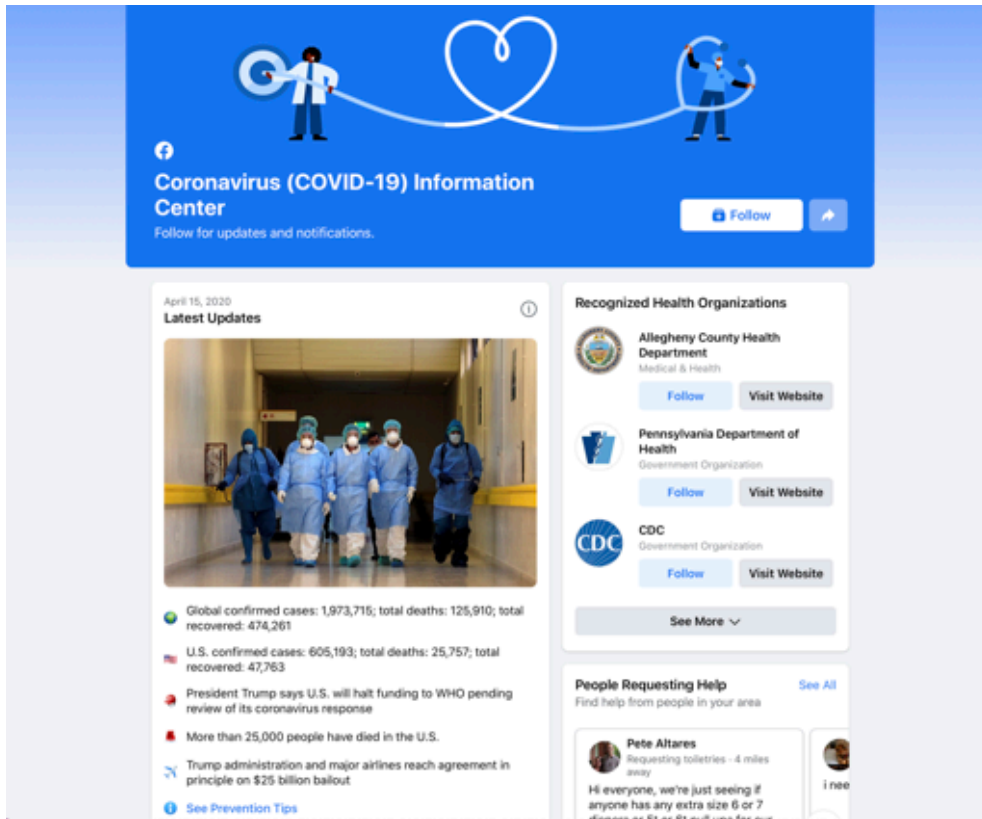 Coronavirus (COVID-19) Information
Center
Follow for updates and notifications.
Follow
April 15, 2020
Latest Updates
Global confirmed cases: 1,973,715; total deaths: 125,910; total
recovered: 474,261
U.S. confirmed cases: 605,193; total deaths: 25,757; total
recovered: 47,763
President Trump says U.S. will halt funding to WHO pending
review of its coronavirus response
More than 25,000 people have died in the U.S.
Trump administration and major airlines reach agreement in
principle on $25 billion bailout
See Prevention Tips
Recognized Health Organizations
Allegheny County Health
Department
Medical & Health
Follow Visit Website
Pennsylvania Department of
Health
Government Organization
Follow Visit Website
CDC
CDC
Government Organization
Follow Visit Website
See More
People Requesting Help See All
Find help from people in your area
Pete Altares
Requesting toiletries · 4 miles
away
Hi everyone, we're just seeing if
anyone has any extra size 6 or 7
i nee